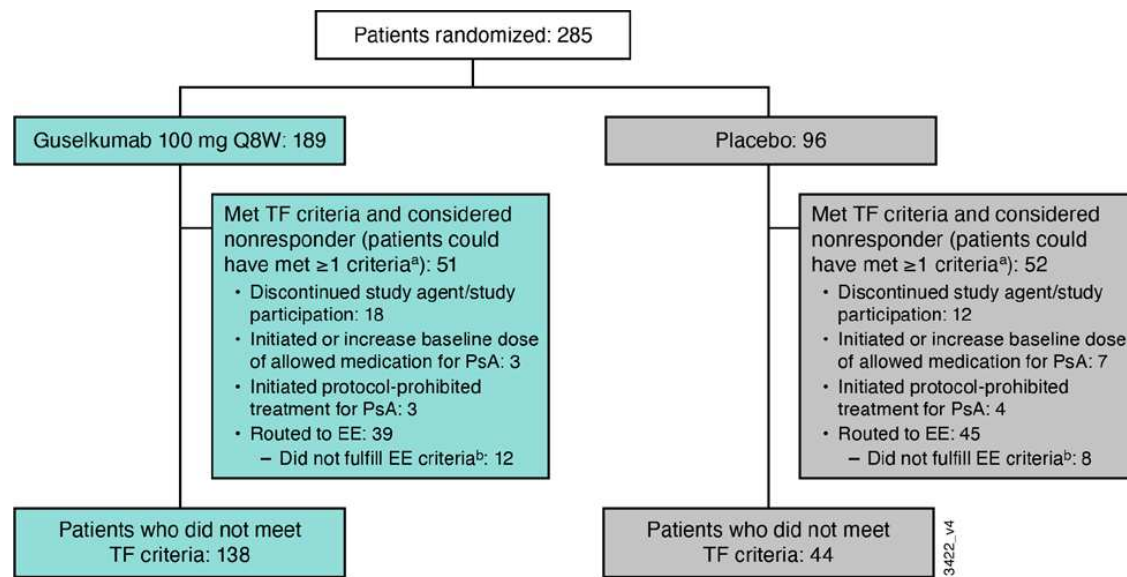 Patients randomized: 285
Guselkumab 100 mg Q8W: 189
Placebo: 96
Met TF criteria and considered
nonresponder (patients could
have met ≥1 criteriaᵃ): 51
• Discontinued study agent/study
participation: 18
• Initiated or increase baseline dose
of allowed medication for PsA: 3
• Initiated protocol-prohibited
treatment for PsA: 3
• Routed to EE: 39
– Did not fulfill EE criteriaᵇ: 12
Met TF criteria and considered
nonresponder (patients could
have met ≥1 criteriaᵃ): 52
• Discontinued study agent/study
participation: 12
• Initiated or increase baseline dose
of allowed medication for PsA: 7
• Initiated protocol-prohibited
treatment for PsA: 4
• Routed to EE: 45
– Did not fulfill EE criteriaᵇ: 8
Patients who did not meet
TF criteria: 138
Patients who did not meet
TF criteria: 44
3422_v4